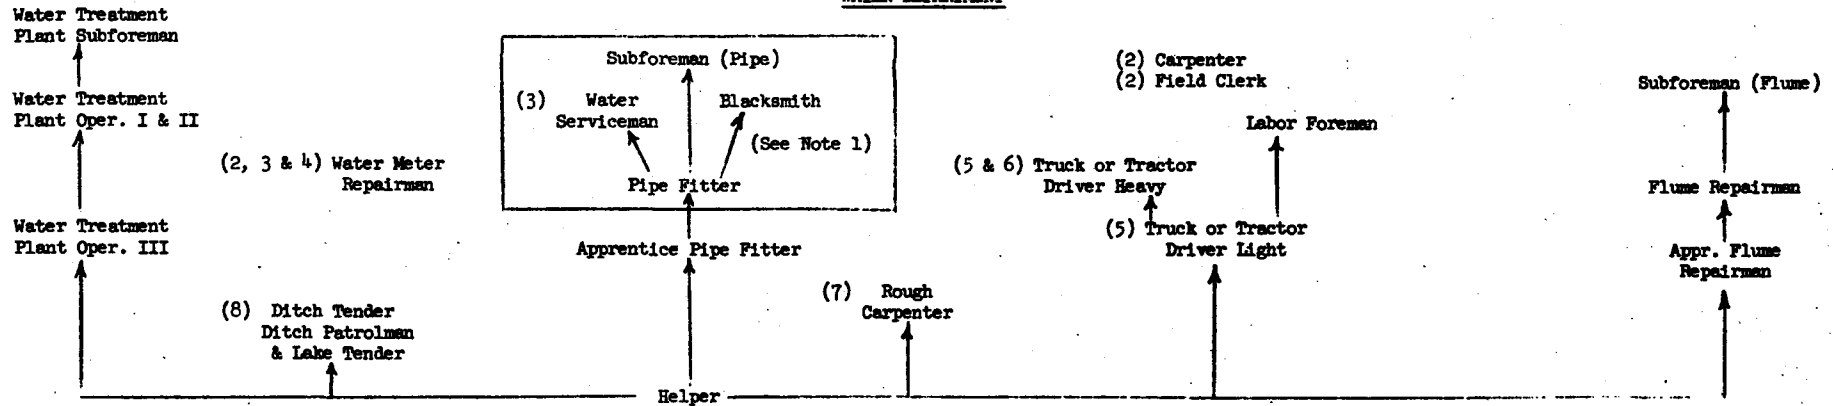 Water Treatment
Plant Subforeman
Water Treatment
Plant Oper. I & II
Water Treatment
Plant Oper. III
(2, 3 & 4) Water Meter
Repairman
(8) Ditch Tender
Ditch Patrolman
& Lake Tender
Subforeman (Pipe)
(3) Water
Serviceman
Blacksmith
(See Note 1)
Pipe Fitter
Apprentice Pipe Fitter
Helper
(7) Rough
Carpenter
(2) Carpenter
(2) Field Clerk
Labor Foreman
(5 & 6) Truck or Tractor
Driver Heavy
(5) Truck or Tractor
Driver Light
Subforeman (Flume)
Flume Repairman
Appr. Flume
Repairman